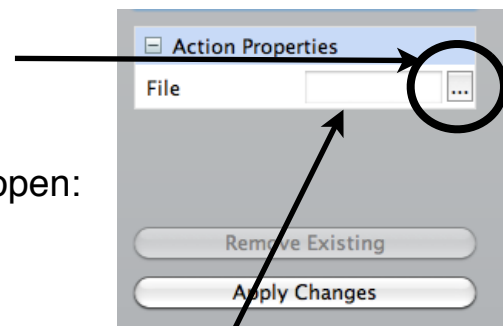 Action Properties
File ...
open:
Remove Existing
Apply Changes